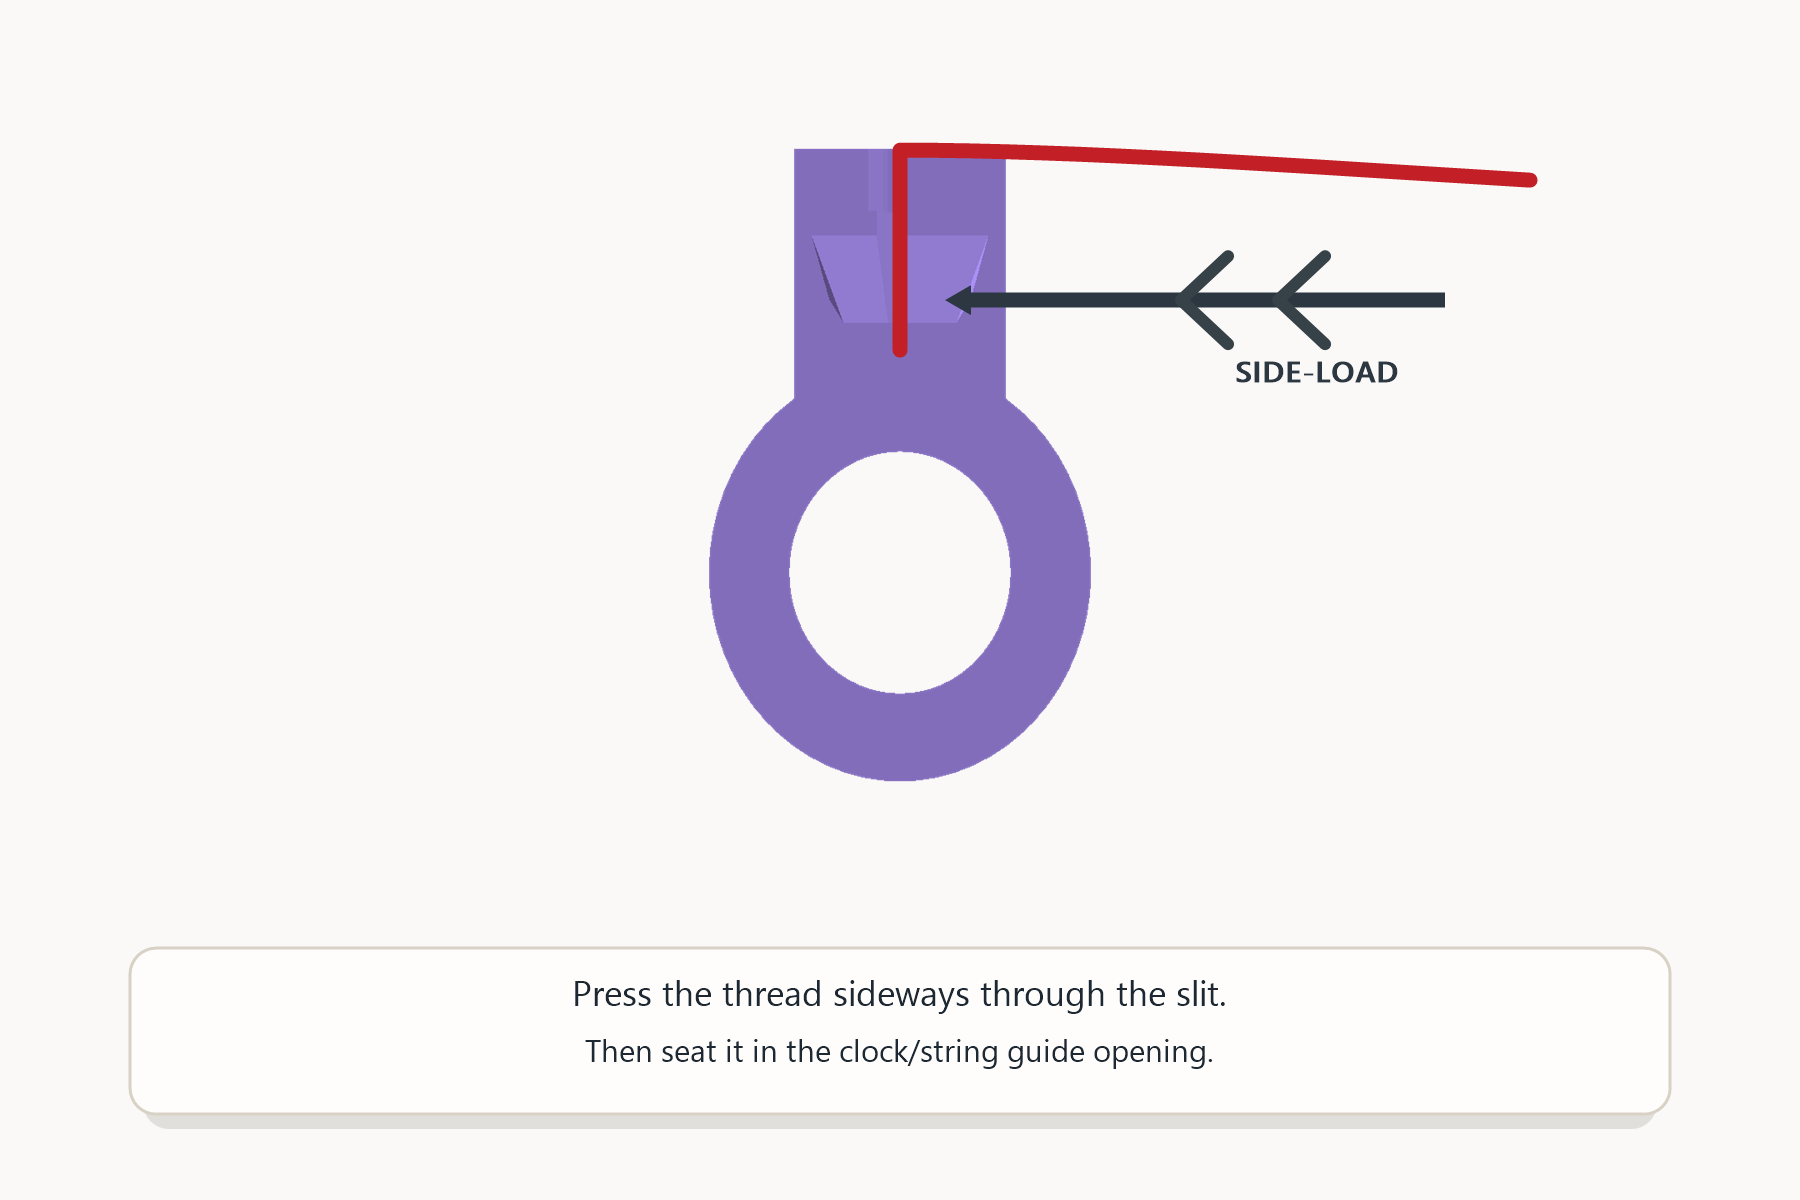 SIDE-LOAD
Press the thread sideways through the slit.
Then seat it in the clock/string guide opening.